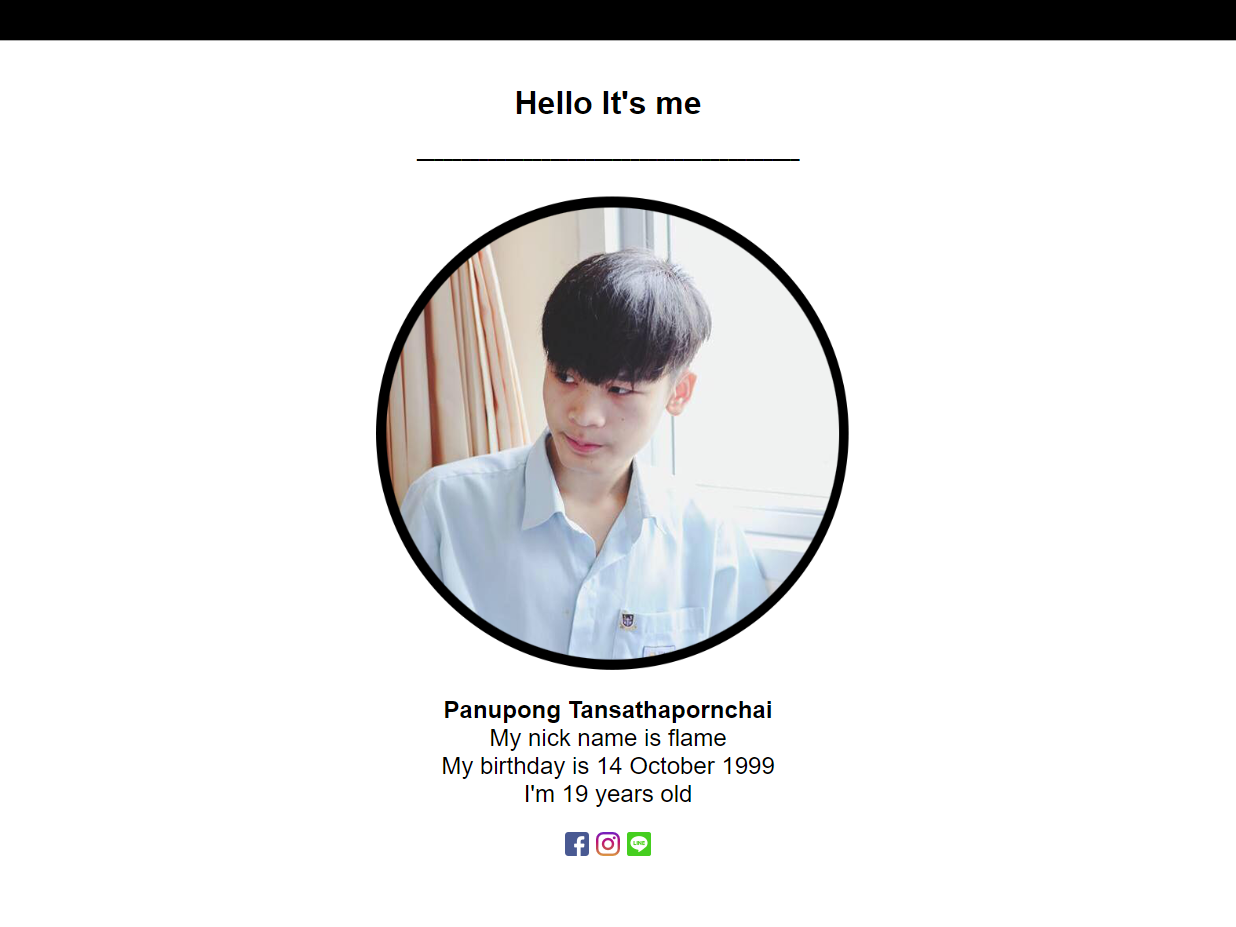 Hello It's me
Panupong Tansathapornchai
My nick name is flame
My birthday is 14 October 1999
I'm 19 years old
LINE